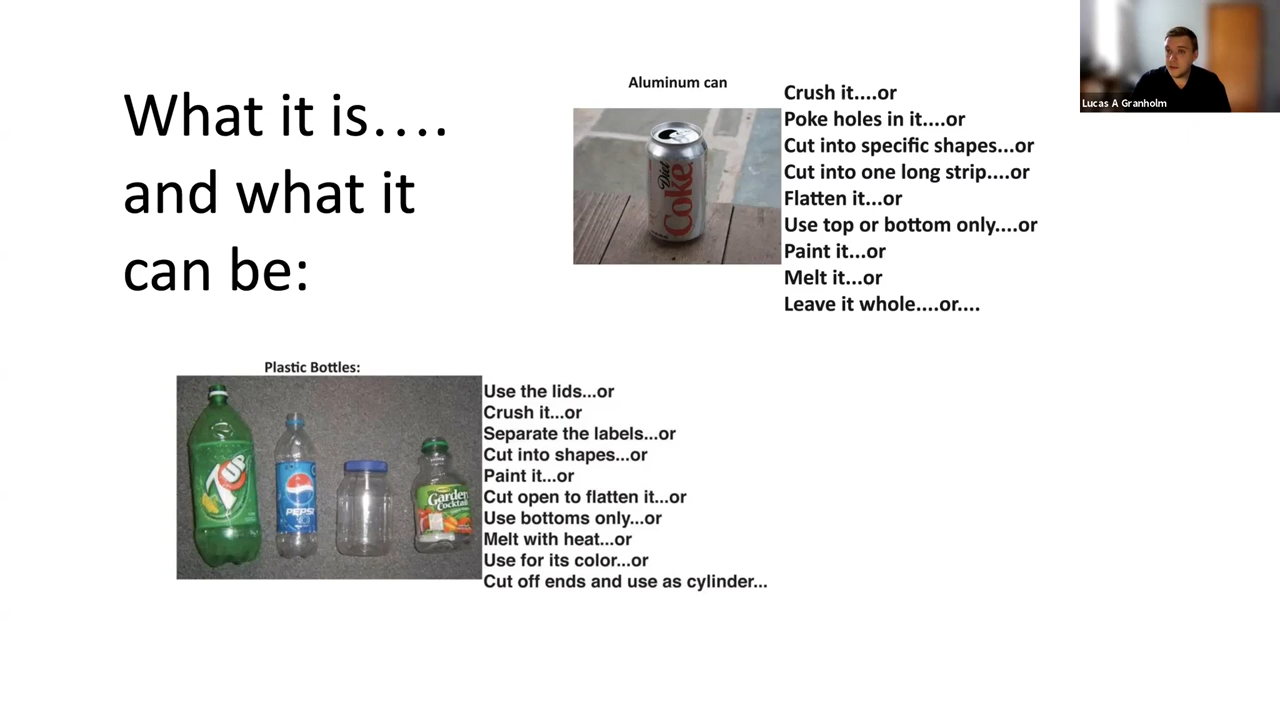 What it is....
and what it
can be:
Aluminum can
Diet
Coke
Crush it....or
Poke holes in it....or
Cut into specific shapes...or
Cut into one long strip....or
Flatten it...or
Use top or bottom only....or
Paint it...or
Melt it...or
Leave it whole....or....
Lucas A Granholm
Plastic Bottles:
7UP
PEPSI
Garden
Cocktail
Use the lids...or
Crush it...or
Separate the labels...or
Cut into shapes...or
Paint it...or
Cut open to flatten it...or
Use bottoms only...or
Melt with heat...or
Use for its color...or
Cut off ends and use as cylinder...